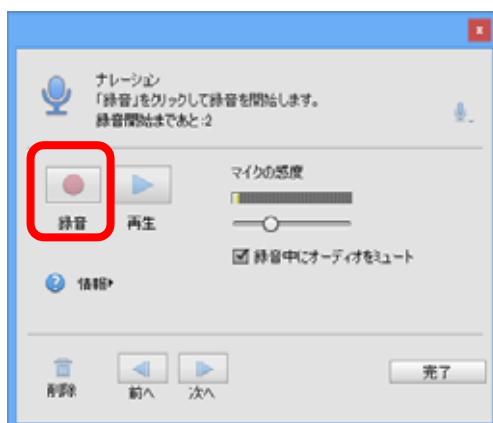 ナレーション
「録音」をクリックして録音を開始します。
録音開始まであと:2
マイクの感度
録音
再生
録音中にオーディオをミュート
情報
削除
前へ
次へ
完了